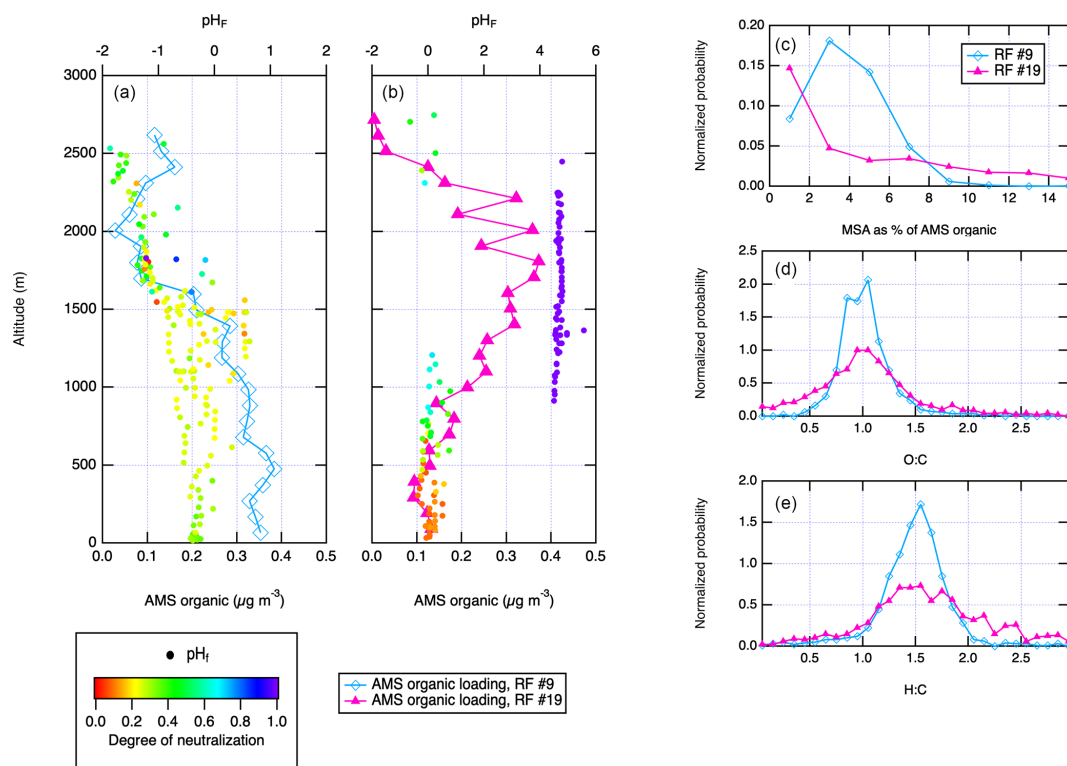 pH_F
-2 -1 0 1 2
3000
2500
2000
1500
1000
500
0
Altitude (m)
(a)
0.0 0.1 0.2 0.3 0.4 0.5
AMS organic (µg m⁻³)
pH_F
-2 0 2 4 6
(b)
0.0 0.1 0.2 0.3 0.4 0.5
AMS organic (µg m⁻³)
pH_f
0.0 0.2 0.4 0.6 0.8 1.0
Degree of neutralization
AMS organic loading, RF #9
AMS organic loading, RF #19
(c)
RF #9
RF #19
Normalized probability
0.20
0.15
0.10
0.05
0.00
0 2 4 6 8 10 12 14
MSA as % of AMS organic
(d)
Normalized probability
2.5
2.0
1.5
1.0
0.5
0.0
0.5 1.0 1.5 2.0 2.5
O:C
(e)
Normalized probability
2.0
1.5
1.0
0.5
0.0
0.5 1.0 1.5 2.0 2.5
H:C